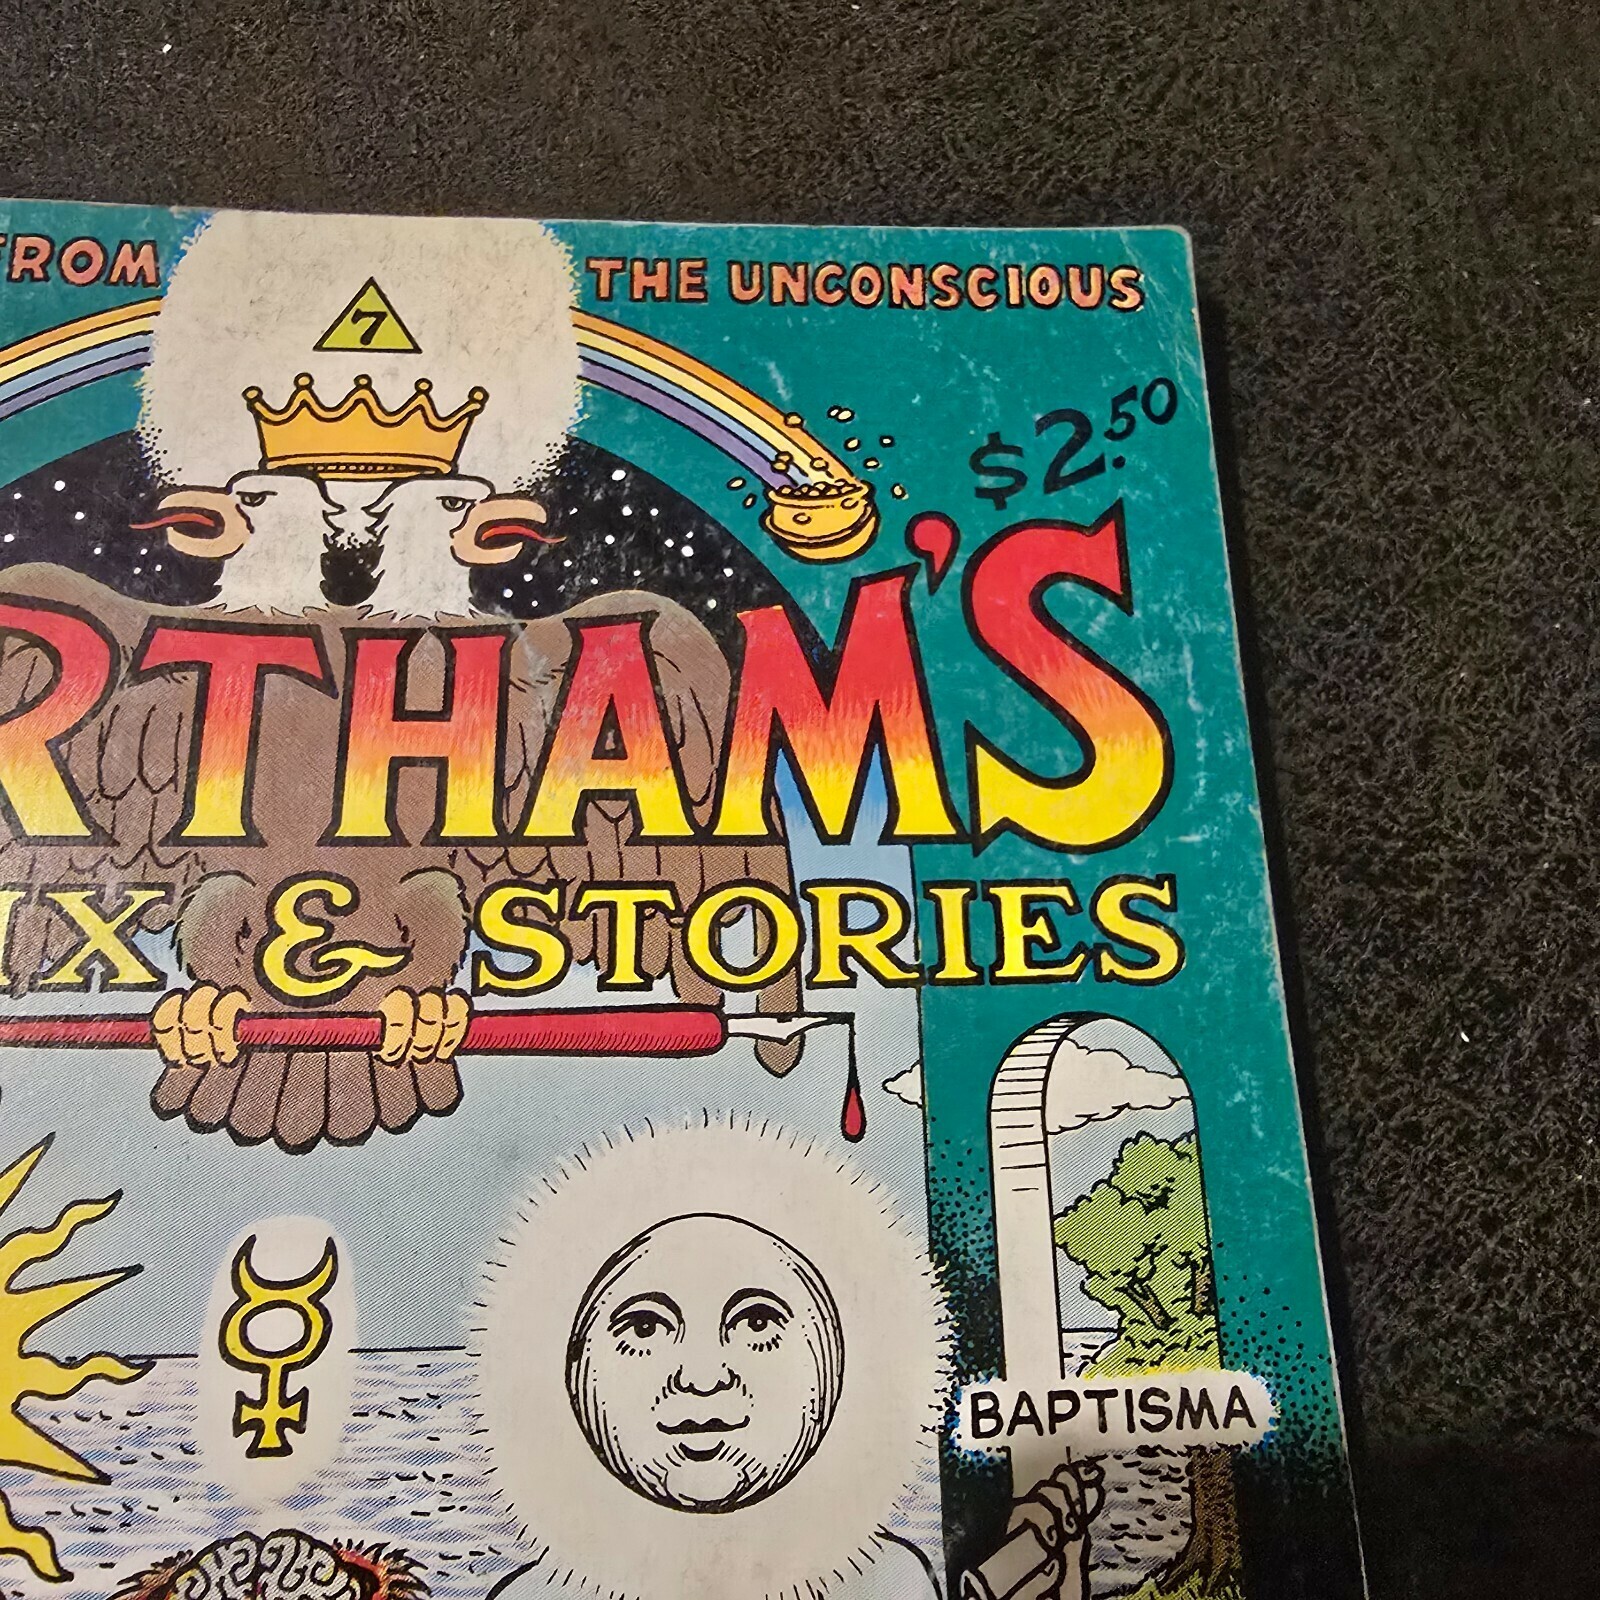 FROM THE UNCONSCIOUS
7
$2.50
RTHAM'S
IX & STORIES
BAPTISMA